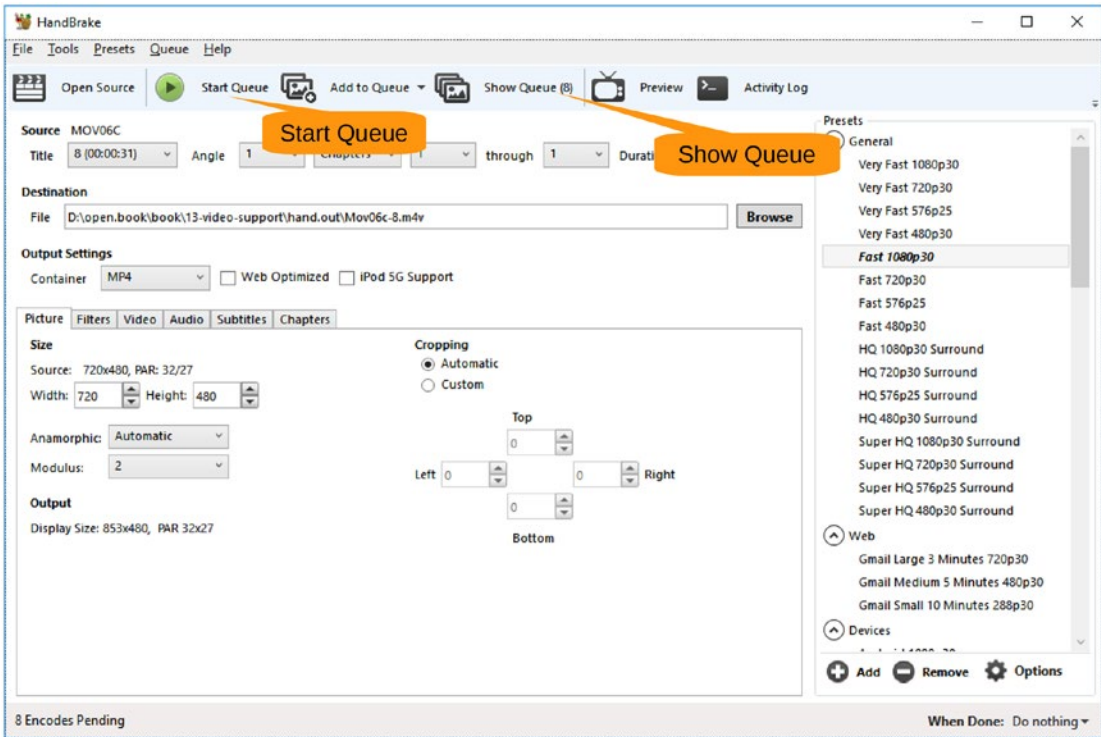 HandBrake
File Tools Presets Queue Help
Open Source Start Queue Add to Queue Show Queue (8) Preview Activity Log
Start Queue
Show Queue
Source MOV06C
Title 8 (00:00:31) Angle 1 Chapters 1 through 1
Destination
File D:\open.book\book\13-video-support\hand.out\Mov06c-8.m4v Browse
Output Settings
Container MP4 Web Optimized iPod 5G Support
Picture Filters Video Audio Subtitles Chapters
Size
Source: 720x480, PAR: 32/27
Width: 720 Height: 480
Anamorphic: Automatic
Modulus: 2
Output
Display Size: 853x480, PAR 32x27
Cropping
Automatic
Custom
Top
0
Left 0 0 Right
0
Bottom
Presets
General
Very Fast 1080p30
Very Fast 720p30
Very Fast 576p25
Very Fast 480p30
Fast 1080p30
Fast 720p30
Fast 576p25
Fast 480p30
HQ 1080p30 Surround
HQ 720p30 Surround
HQ 576p25 Surround
HQ 480p30 Surround
Super HQ 1080p30 Surround
Super HQ 720p30 Surround
Super HQ 576p25 Surround
Super HQ 480p30 Surround
Web
Gmail Large 3 Minutes 720p30
Gmail Medium 5 Minutes 480p30
Gmail Small 10 Minutes 288p30
Devices
Add Remove Options
8 Encodes Pending When Done: Do nothing